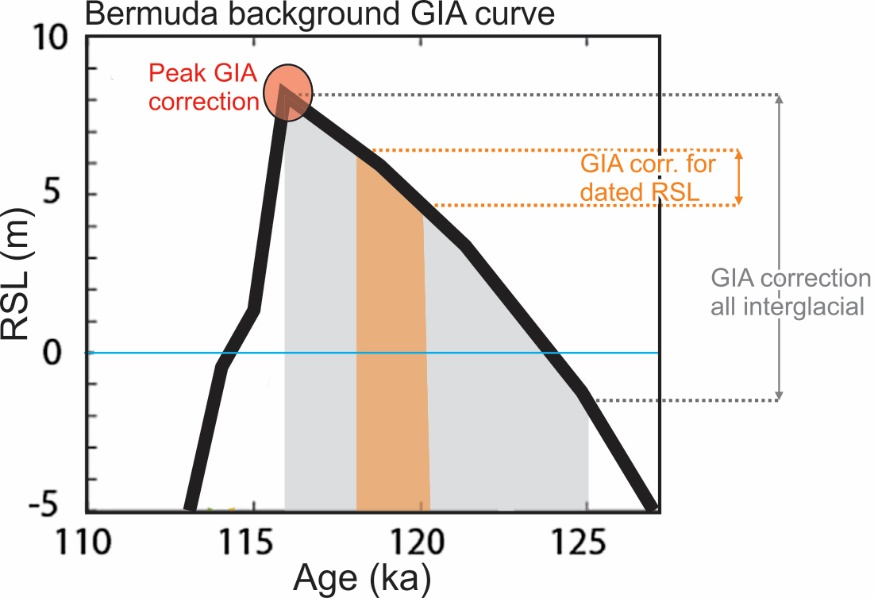 Bermuda background GIA curve
10
Peak GIA
correction
GIA corr. for
dated RSL
5
RSL (m)
GIA correction
all interglacial
0
-5
110
115
120
125
Age (ka)